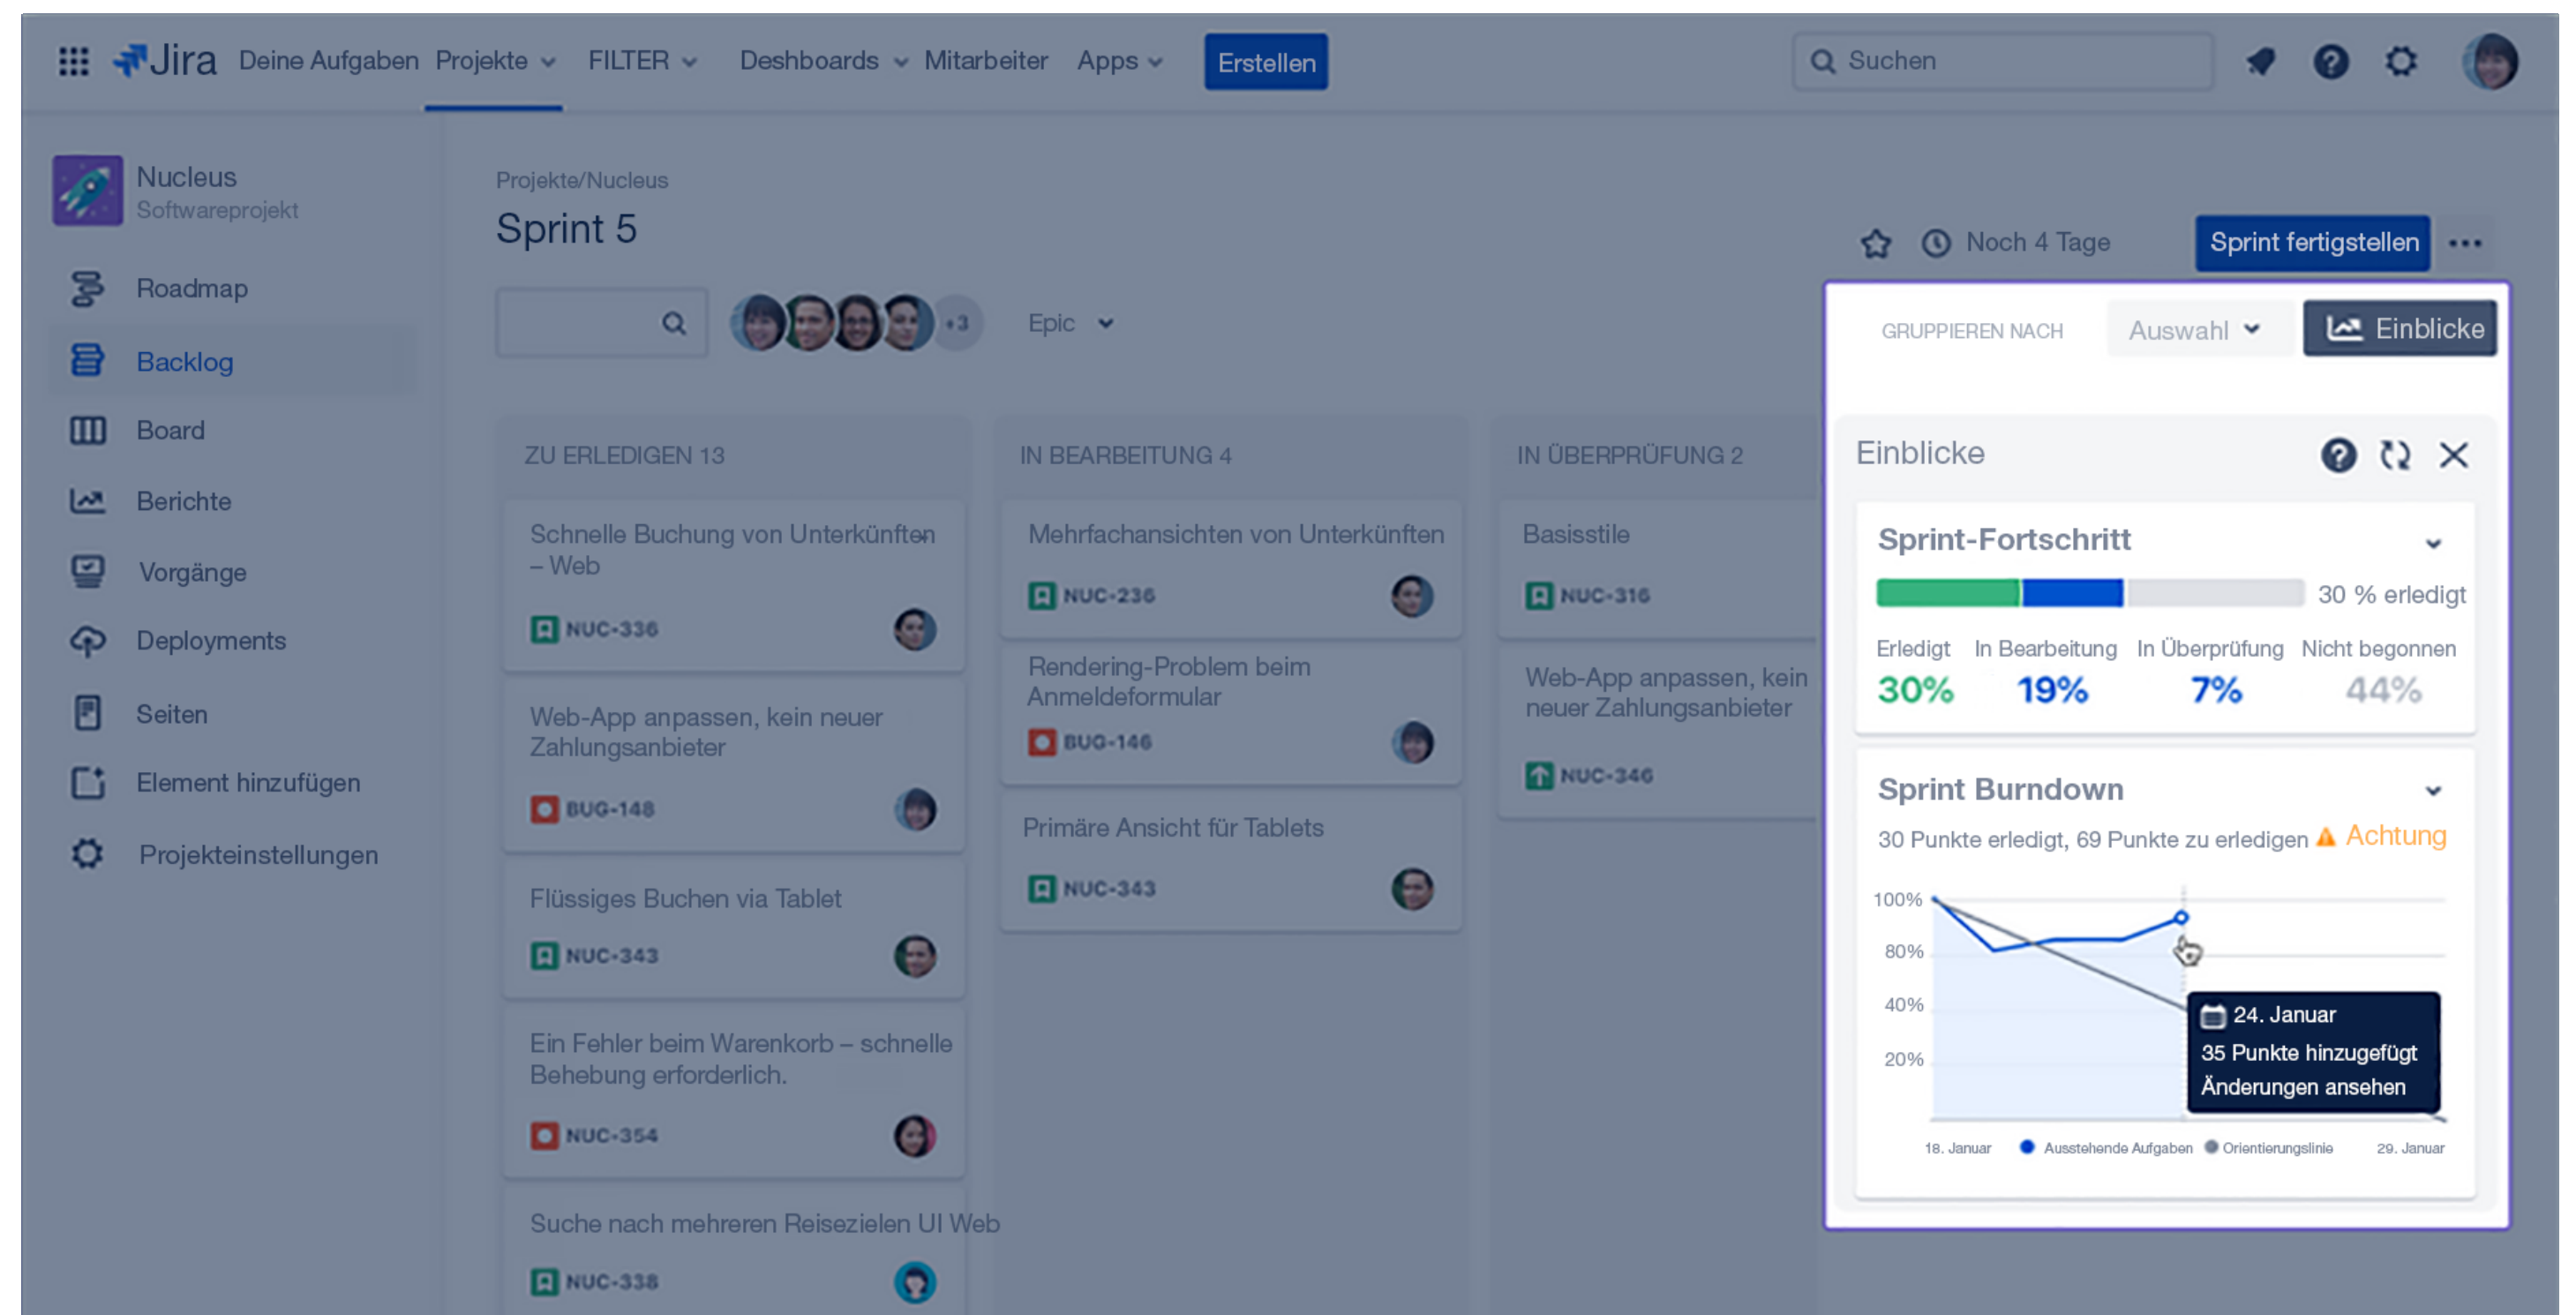 Jira Deine Aufgaben Projekte FILTER Deshboards Mitarbeiter Apps Erstellen Suchen
Nucleus
Softwareprojekt
Roadmap
Backlog
Board
Berichte
Vorgänge
Deployments
Seiten
Element hinzufügen
Projekteinstellungen
Projekte/Nucleus
Sprint 5
Noch 4 Tage
Sprint fertigstellen
+3
Epic
GRUPPIEREN NACH
Auswahl
Einblicke
ZU ERLEDIGEN 13
Schnelle Buchung von Unterkünften
– Web
NUC-336
Web-App anpassen, kein neuer
Zahlungsanbieter
BUG-148
Flüssiges Buchen via Tablet
NUC-343
Ein Fehler beim Warenkorb – schnelle
Behebung erforderlich.
NUC-354
Suche nach mehreren Reisezielen UI Web
NUC-338
IN BEARBEITUNG 4
Mehrfachansichten von Unterkünften
NUC-236
Rendering-Problem beim
Anmeldeformular
BUG-146
Primäre Ansicht für Tablets
NUC-343
IN ÜBERPRÜFUNG 2
Basisstile
NUC-316
Web-App anpassen, kein
neuer Zahlungsanbieter
NUC-346
Einblicke
Sprint-Fortschritt
30 % erledigt
Erledigt In Bearbeitung In Überprüfung Nicht begonnen
30% 19% 7% 44%
Sprint Burndown
30 Punkte erledigt, 69 Punkte zu erledigen Achtung
100%
80%
40%
20%
24. Januar
35 Punkte hinzugefügt
Änderungen ansehen
18. Januar Ausstehende Aufgaben Orientierungslinie 29. Januar